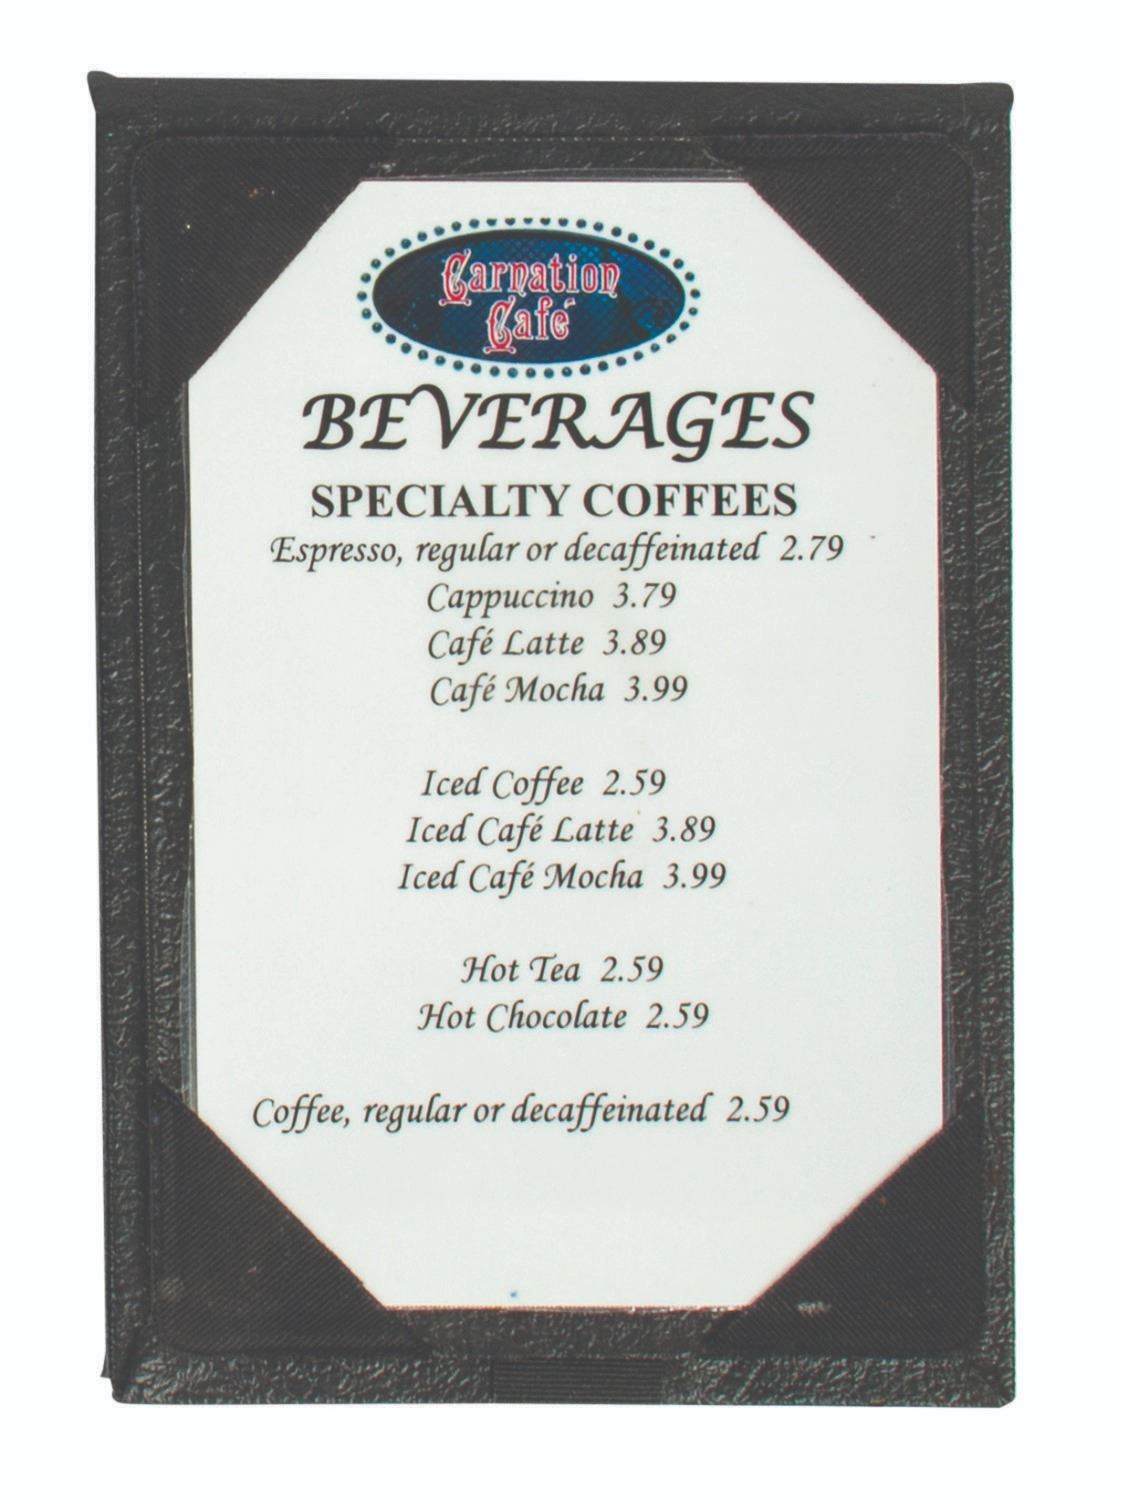 Carnation
Café
BEVERAGES
SPECIALTY COFFEES
Espresso, regular or decaffeinated 2.79
Cappuccino 3.79
Café Latte 3.89
Café Mocha 3.99
Iced Coffee 2.59
Iced Café Latte 3.89
Iced Café Mocha 3.99
Hot Tea 2.59
Hot Chocolate 2.59
Coffee, regular or decaffeinated 2.59